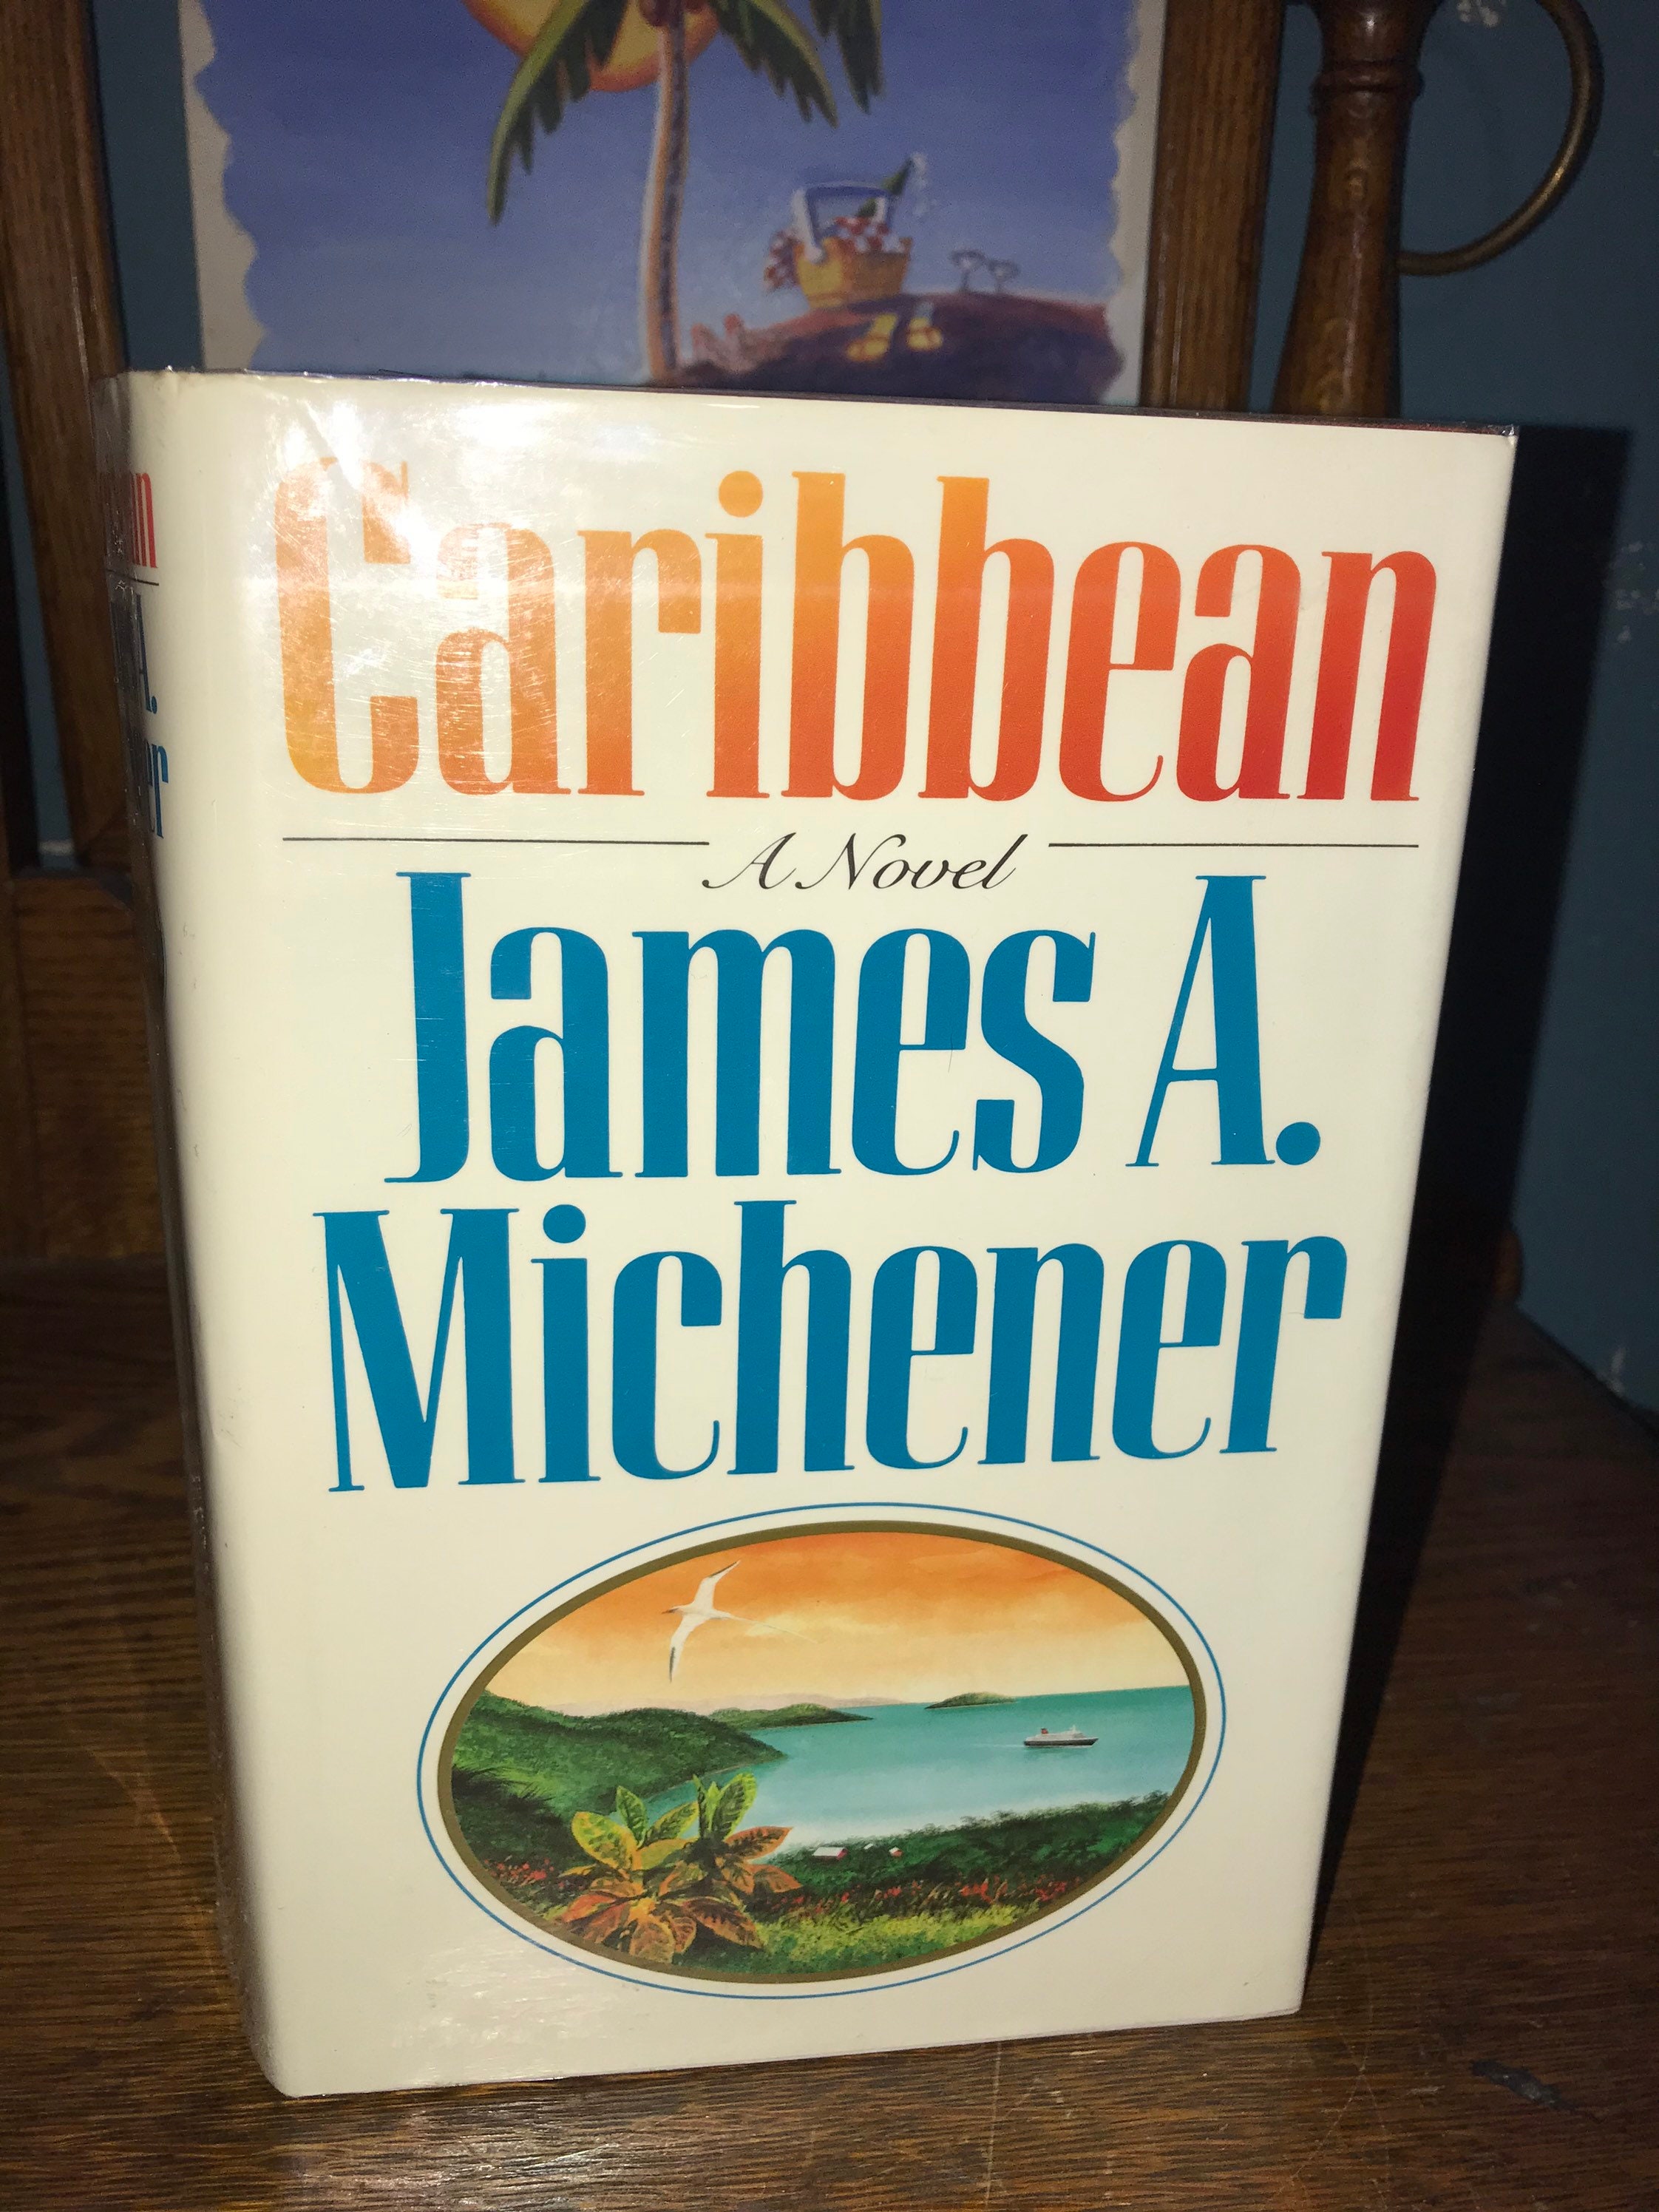 Caribbean
A Novel
James A.
Michener